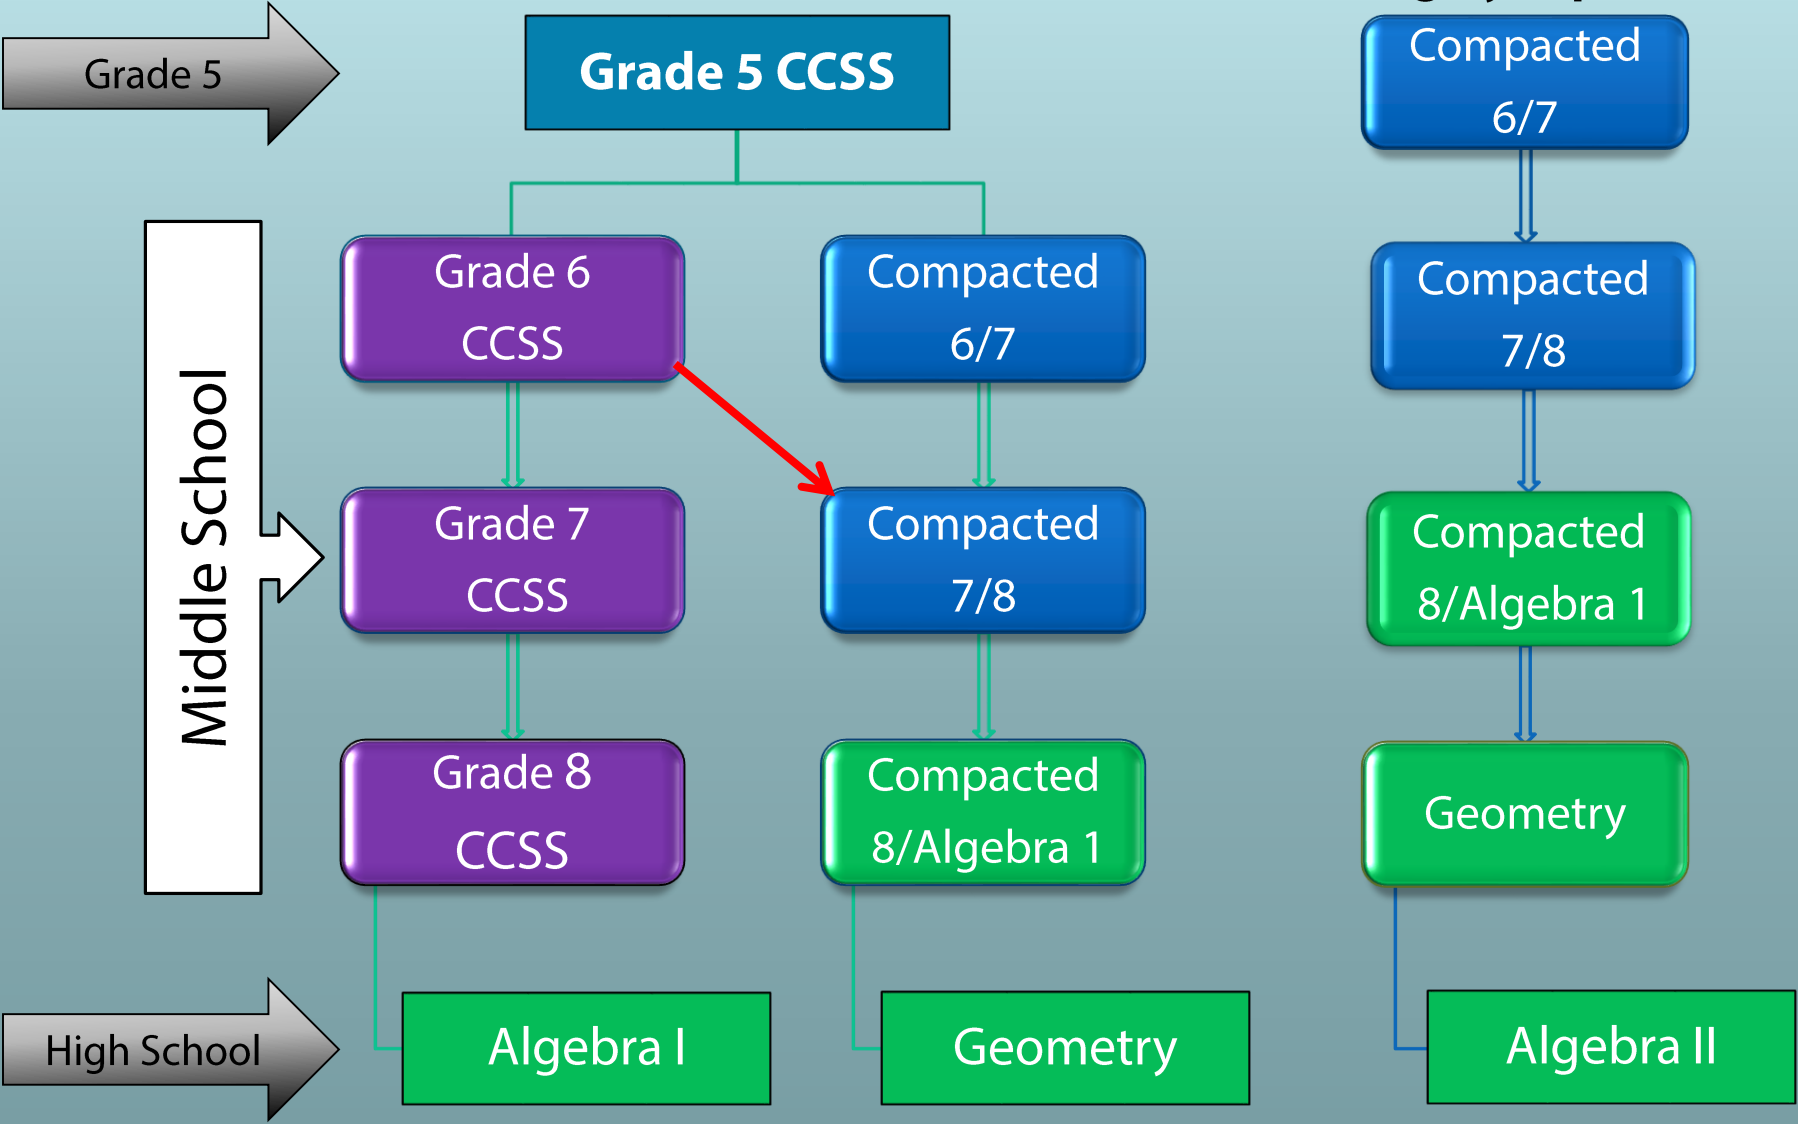 Grade 5
Grade 5 CCSS
Compacted
6/7
Middle School
Grade 6
CCSS
Compacted
6/7
Compacted
7/8
Grade 7
CCSS
Compacted
7/8
Compacted
8/Algebra 1
Grade 8
CCSS
Compacted
8/Algebra 1
Geometry
High School
Algebra I
Geometry
Algebra II